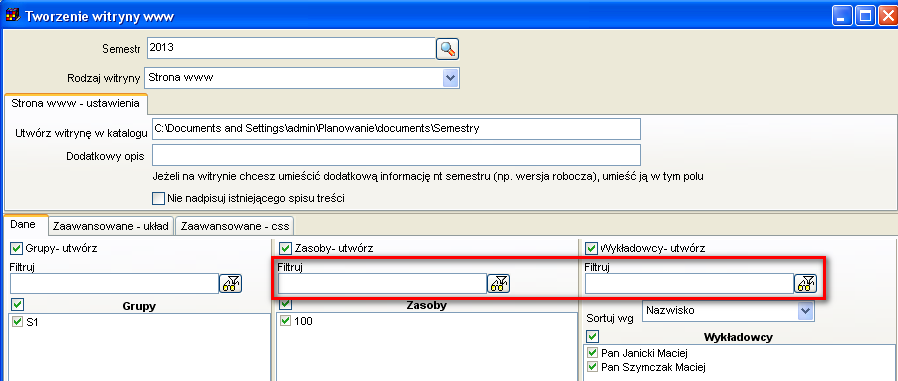 Tworzenie witryny www
Semestr 2013
Rodzaj witryny Strona www
Strona www - ustawienia
Utwórz witrynę w katalogu C:\Documents and Settings\admin\Planowanie\documents\Semestry
Dodatkowy opis
Jeżeli na witrynie chcesz umieścić dodatkową informację nt semestru (np. wersja robocza), umieść ją w tym polu
Nie nadpisuj istniejącego spisu treści
Dane Zaawansowane - układ Zaawansowane - css
Grupy- utwórz Zasoby- utwórz Wykładowcy- utwórz
Filtruj Filtruj Filtruj
Sortuj wg Nazwisko
Grupy Zasoby Wykładowcy
S1 100
Pan Janicki Maciej
Pan Szymczak Maciej